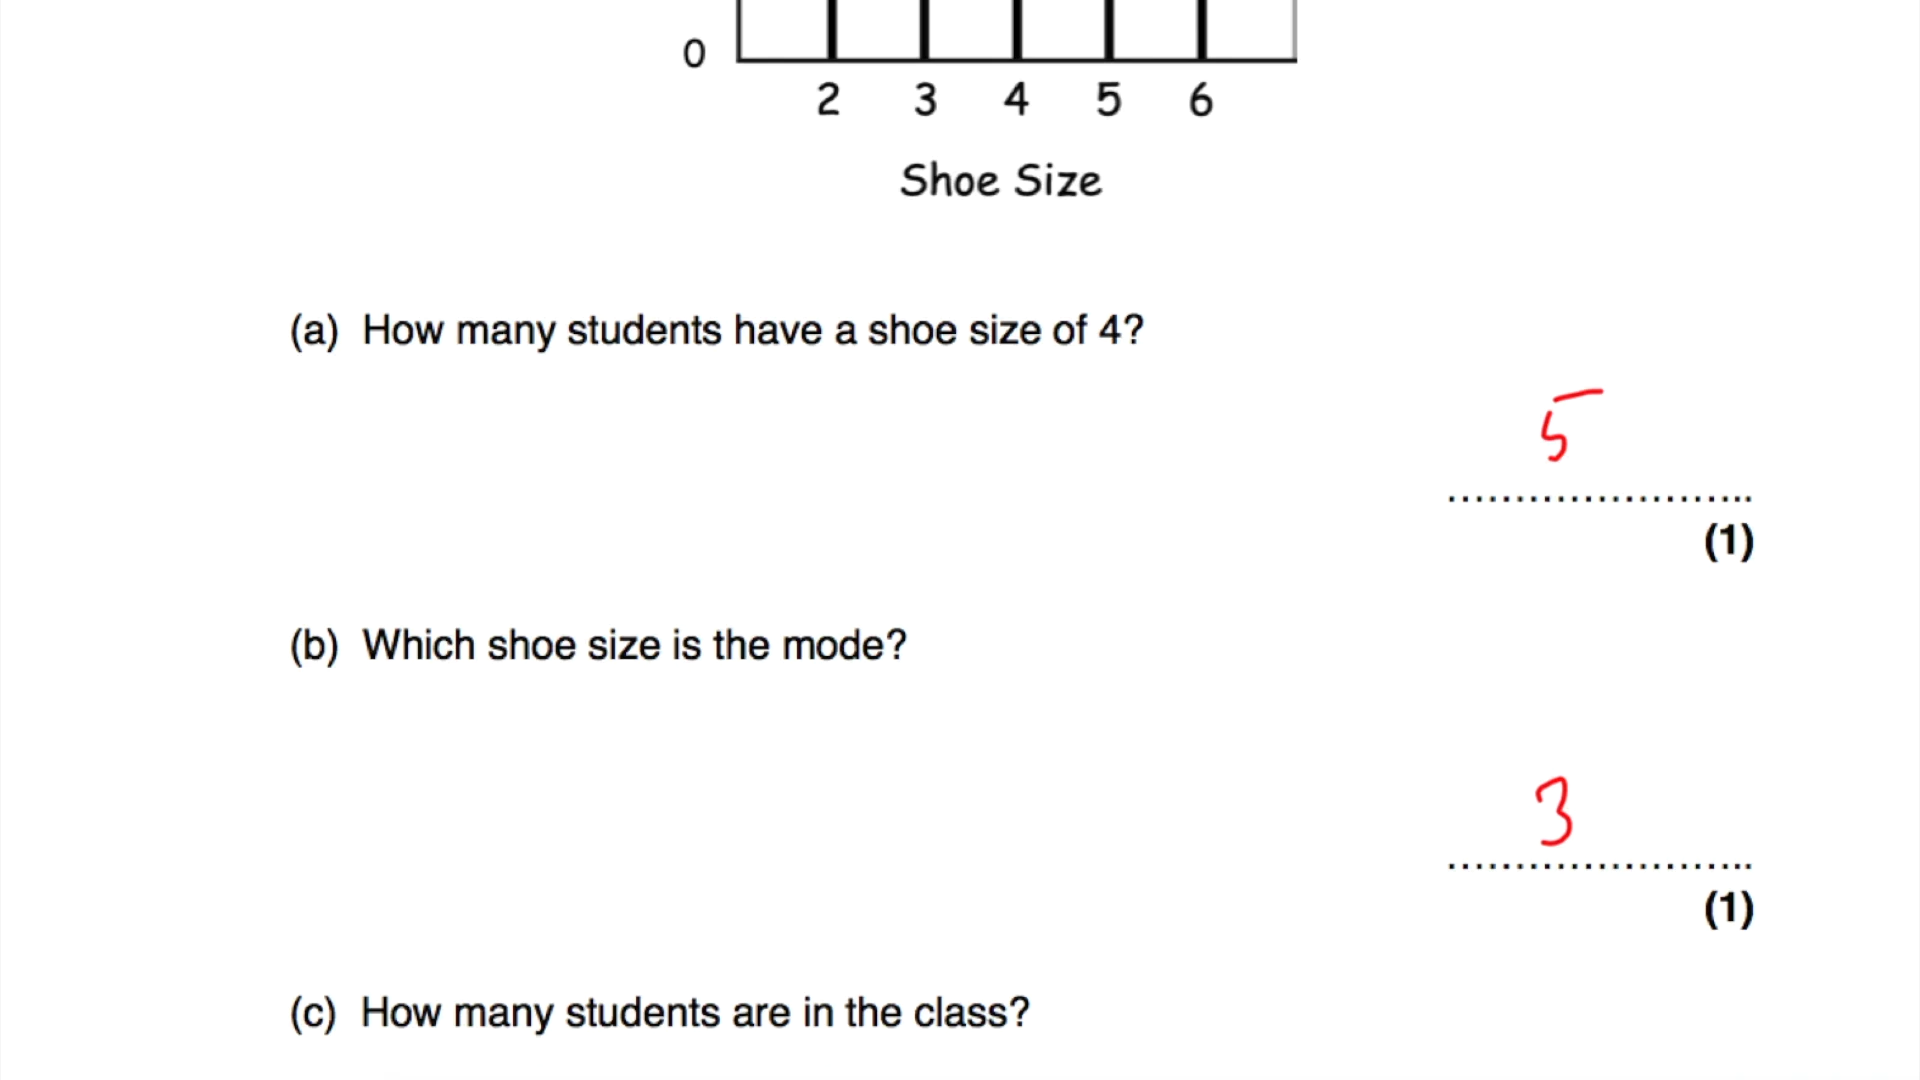 0
2 3 4 5 6
Shoe Size
(a) How many students have a shoe size of 4?
5
........................
(1)
(b) Which shoe size is the mode?
3
........................
(1)
(c) How many students are in the class?